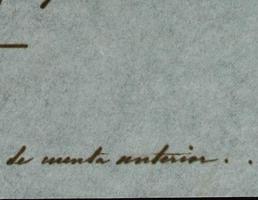 de cuenta anterior . .